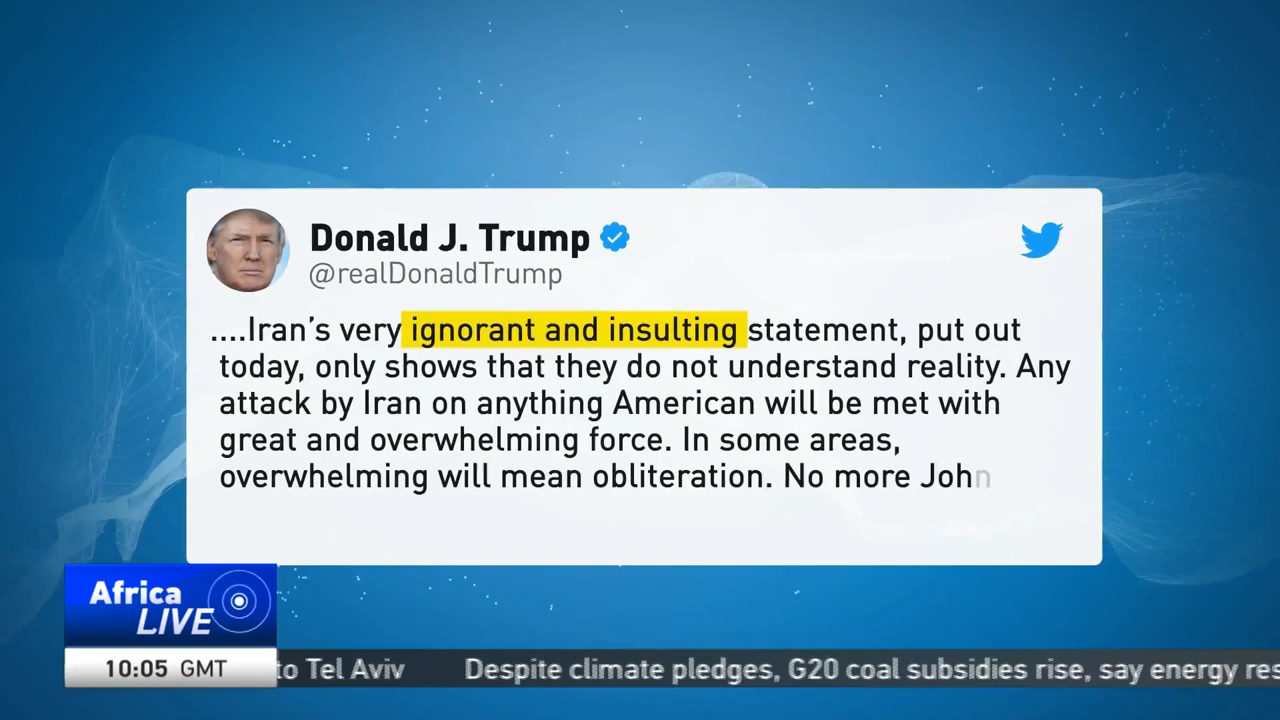 Donald J. Trump
@realDonaldTrump
....Iran’s very ignorant and insulting statement, put out
today, only shows that they do not understand reality. Any
attack by Iran on anything American will be met with
great and overwhelming force. In some areas,
overwhelming will mean obliteration. No more John
Africa
LIVE
10:05 GMT
to Tel Aviv Despite climate pledges, G20 coal subsidies rise, say energy res